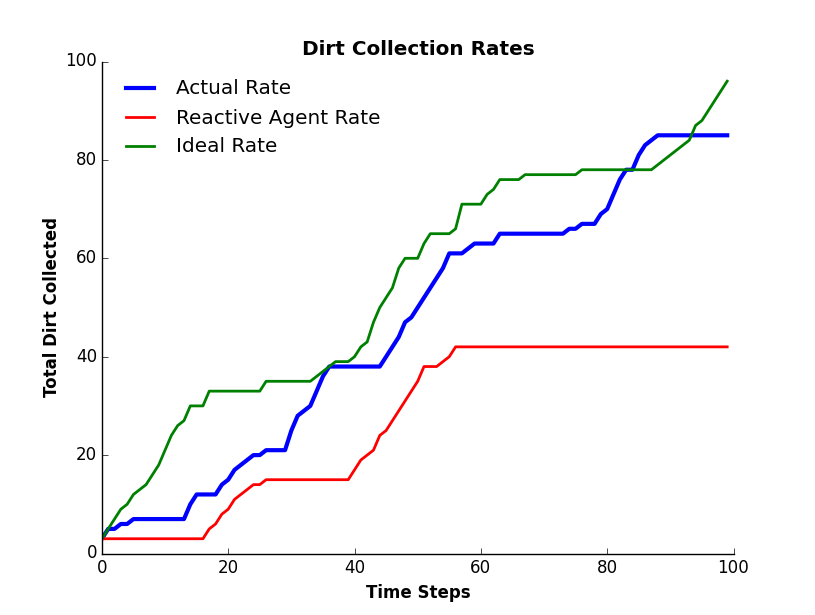 Dirt Collection Rates
Actual Rate
Reactive Agent Rate
Ideal Rate
100
80
60
40
20
0
Total Dirt Collected
0 20 40 60 80 100
Time Steps